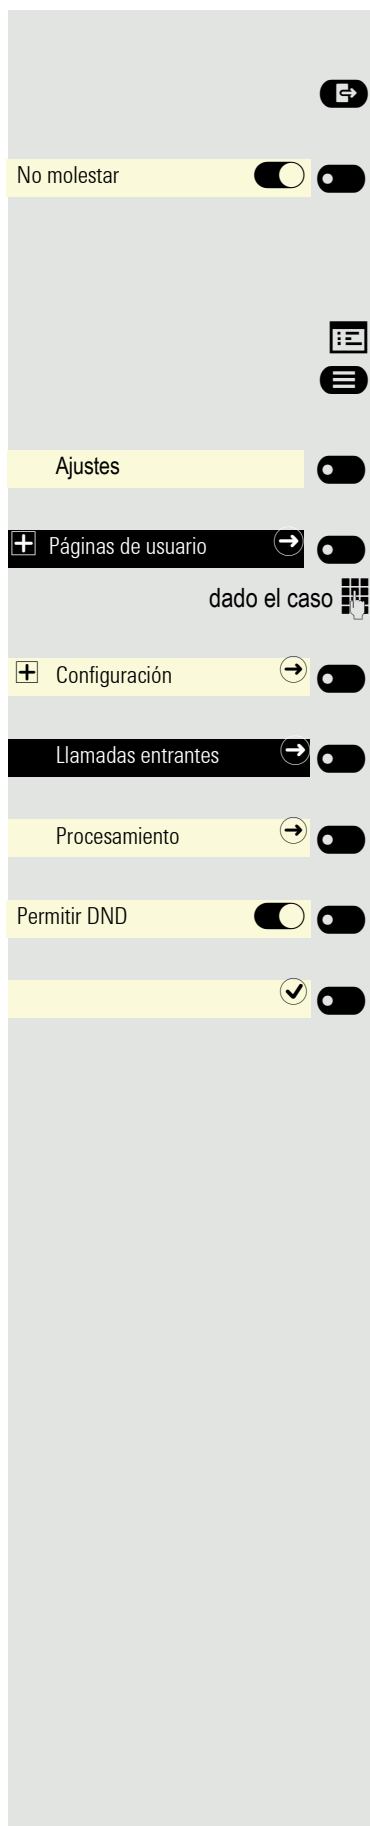 No molestar
Ajustes
Páginas de usuario
dado el caso
Configuración
Llamadas entrantes
Procesamiento
Permitir DND